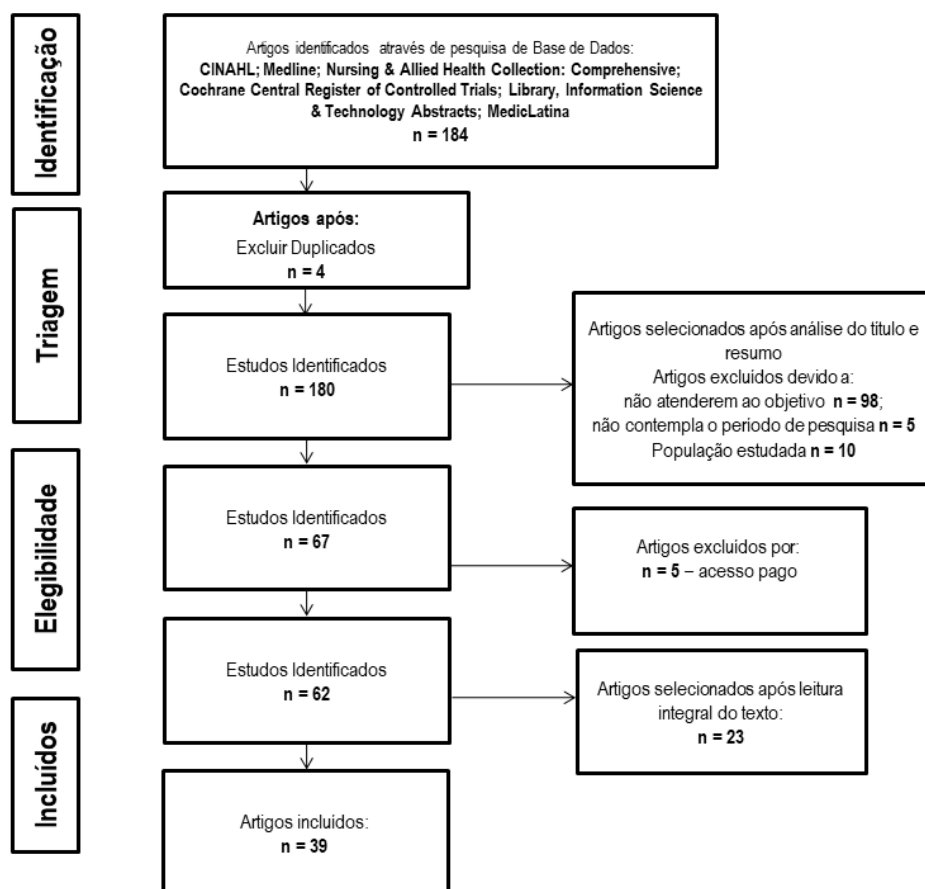 Identificação
Artigos identificados através de pesquisa de Base de Dados:
CINAHL; Medline; Nursing & Allied Health Collection: Comprehensive;
Cochrane Central Register of Controlled Trials; Library, Information Science
& Technology Abstracts; MedicLatina
n = 184
Triagem
Artigos após:
Excluir Duplicados
n = 4
Estudos Identificados
n = 180
Artigos selecionados após análise do título e
resumo
Artigos excluídos devido a:
não atenderem ao objetivo n = 98;
não contempla o período de pesquisa n = 5
População estudada n = 10
Elegibilidade
Estudos Identificados
n = 67
Artigos excluidos por:
n = 5 – acesso pago
Estudos Identificados
n = 62
Artigos selecionados após leitura
integral do texto:
n = 23
Incluídos
Artigos incluidos:
n = 39